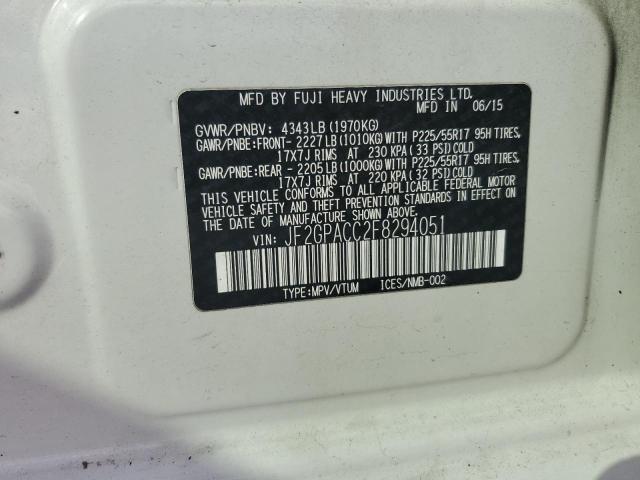 MFD BY FUJI HEAVY INDUSTRIES LTD.
MFD IN 06/15
GVWR/PNBV: 4343LB (1970KG)
GAWR/PNBE:FRONT- 2227LB (1010KG)WITH P225/55R17 95H TIRES,
17X7J RIMS AT 230 KPA (33 PSI)COLD
GAWR/PNBE:REAR - 2205LB (1000KG)WITH P225/55R17 95H TIRES,
17X7J RIMS AT 220 KPA (32 PSI)COLD
THIS VEHICLE CONFORMS TO ALL APPLICABLE FEDERAL MOTOR
VEHICLE SAFETY AND THEFT PREVENTION STANDARDS IN EFFECT ON
THE DATE OF MANUFACTURE SHOWN ABOVE.
VIN: JF2GPACC2F8294051
TYPE:MPV/VTUM ICES/NMB-002